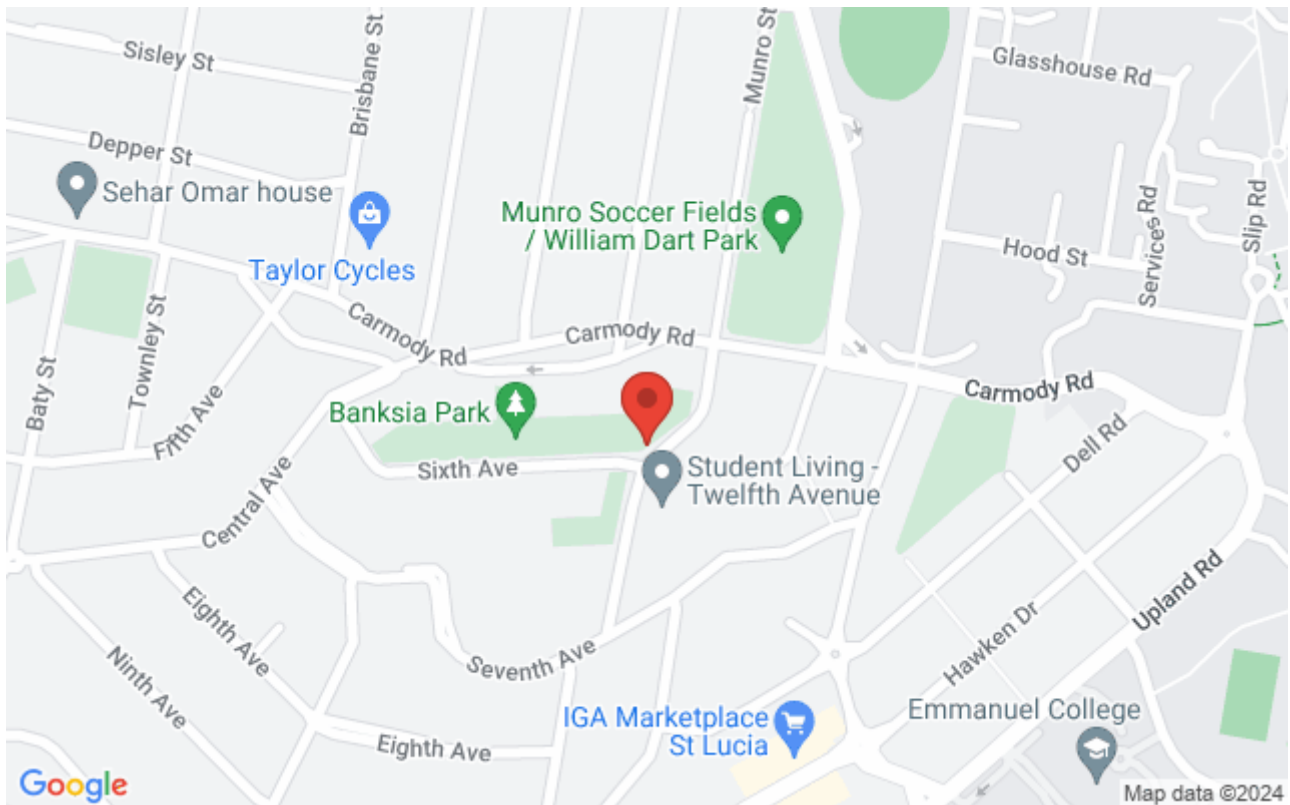 Sisley St
Brisbane St
Munro St
Glasshouse Rd
Depper St
Sehar Omar house
Taylor Cycles
Munro Soccer Fields
/ William Dart Park
Hood St
Services Rd
Slip Rd
Townley St
Baty St
Fifth Ave
Carmody Rd
Carmody Rd
Carmody Rd
Banksia Park
Sixth Ave
Student Living -
Twelfth Avenue
Dell Rd
Central Ave
Eighth Ave
Ninth Ave
Seventh Ave
Hawken Dr
Upland Rd
IGA Marketplace
St Lucia
Emmanuel College
Eighth Ave
Google
Map data ©2024